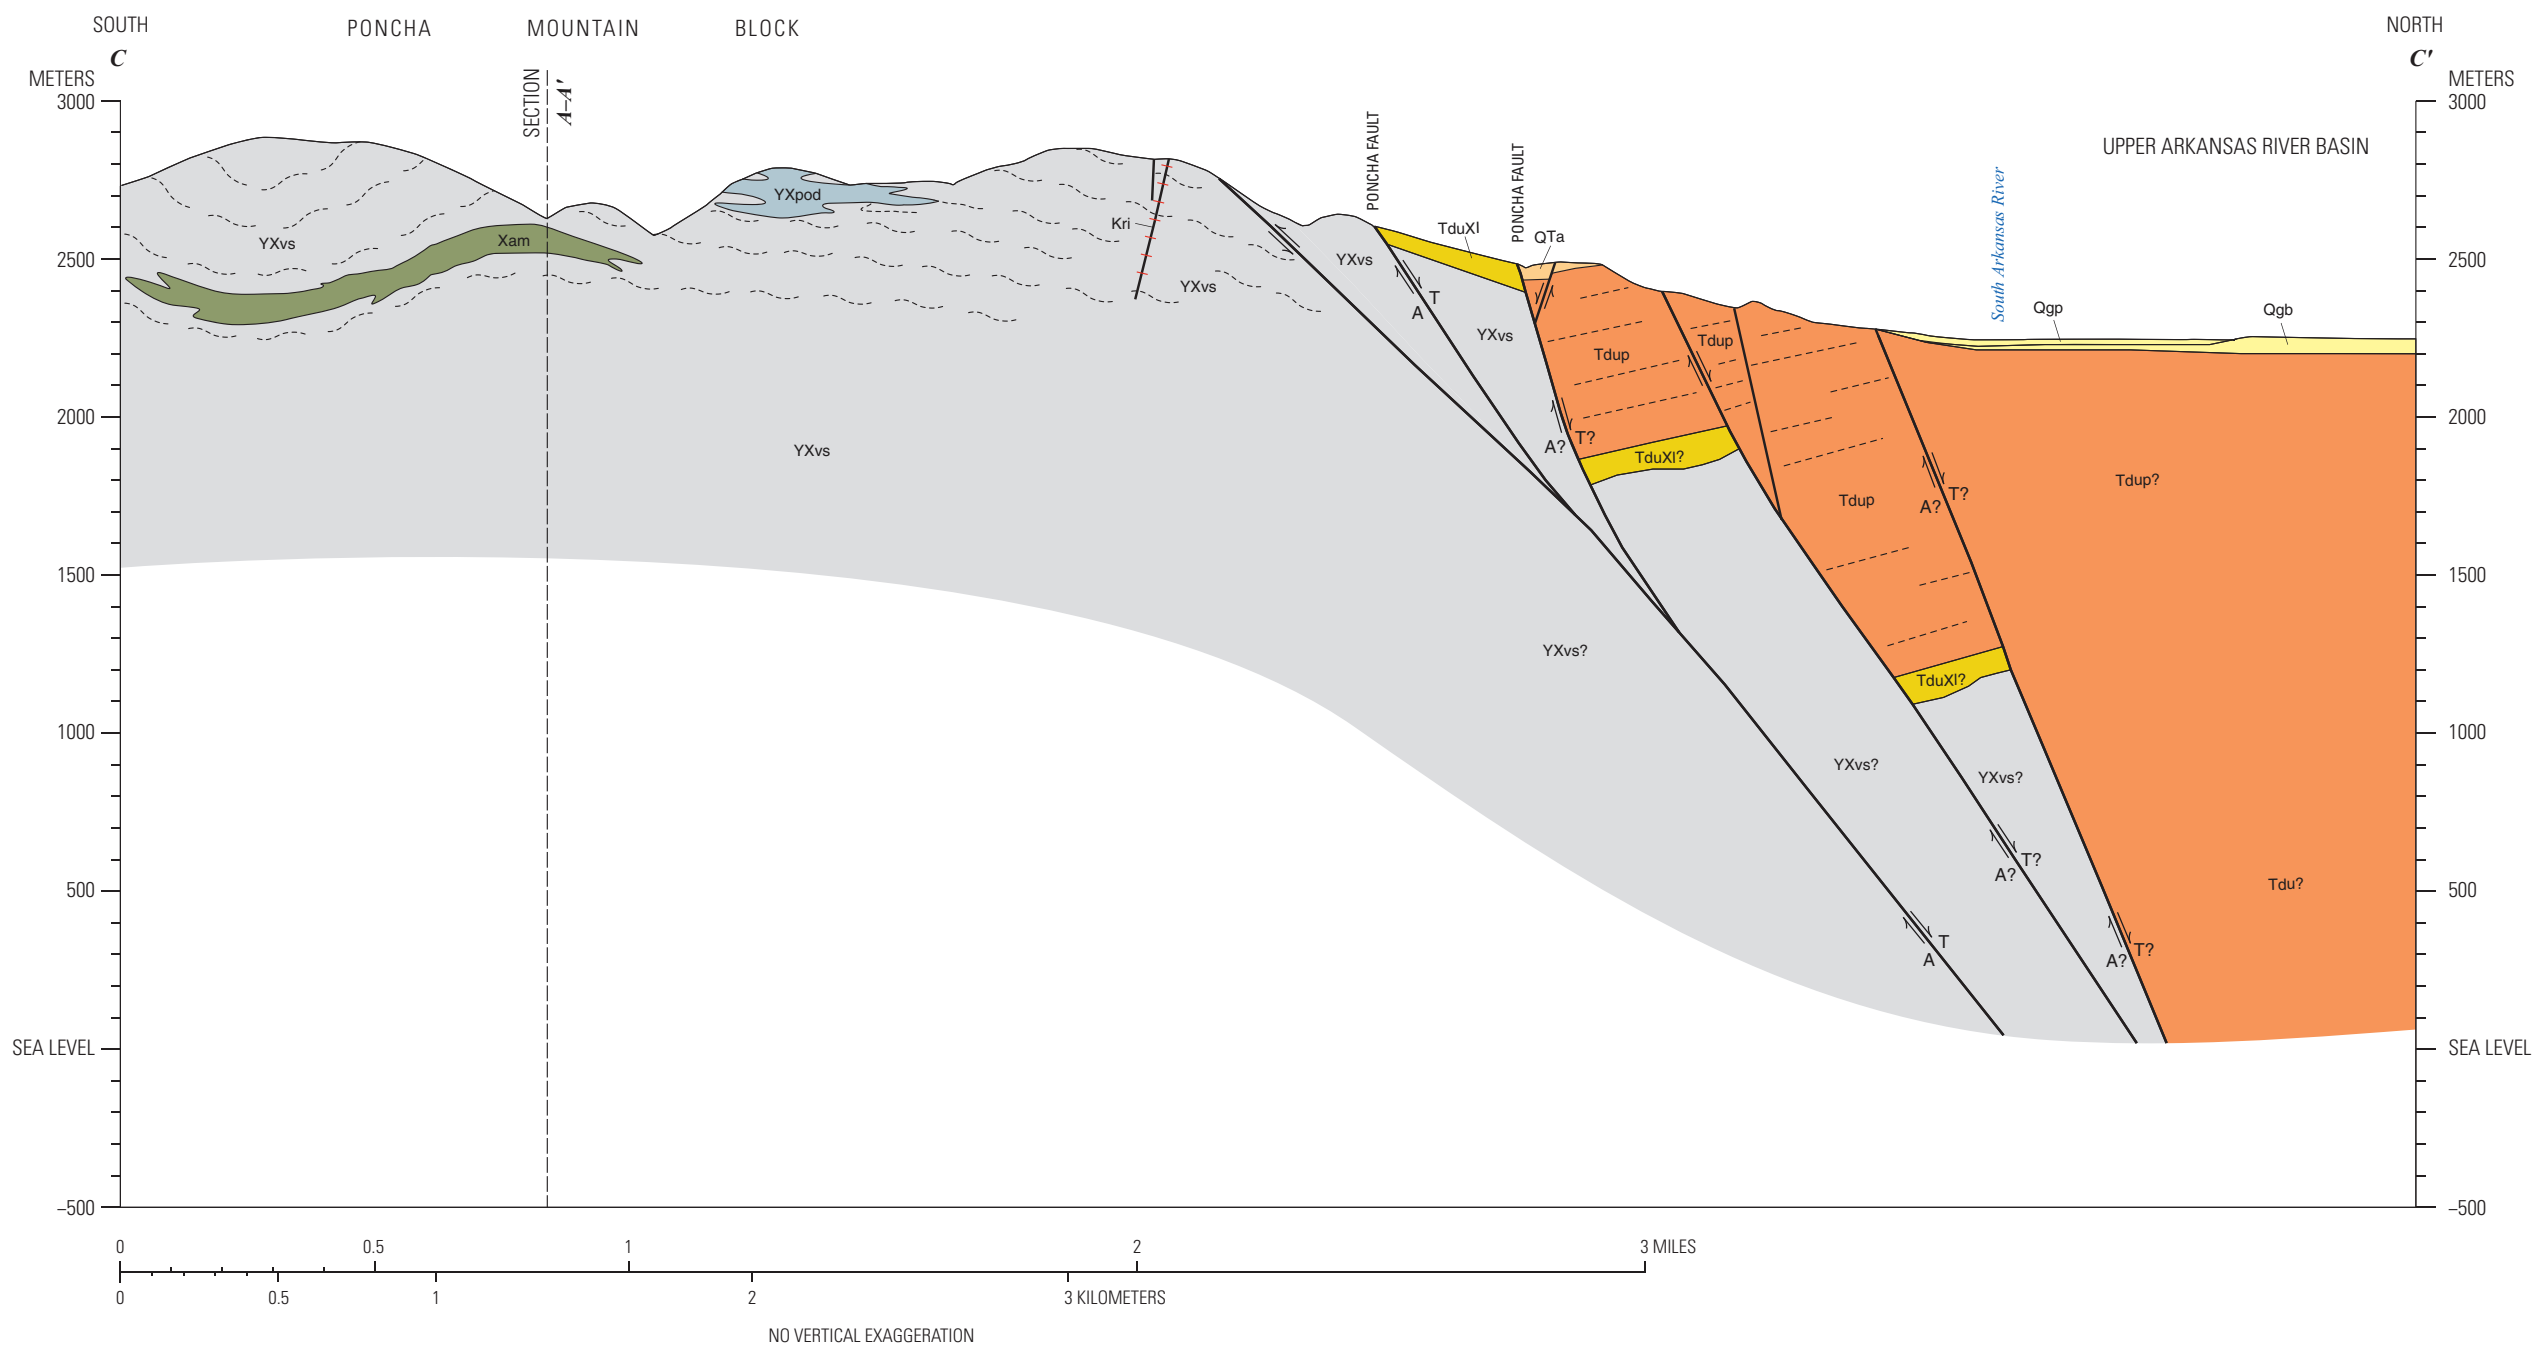 SOUTH
PONCHA MOUNTAIN BLOCK
NORTH
C
C′
METERS
METERS
SECTION
A–A′
3000
3000
PONCHA FAULT
PONCHA FAULT
UPPER ARKANSAS RIVER BASIN
South Arkansas River
YXpod
Kri
TduXl
QTa
YXvs
Xam
YXvs
YXvs
2500
2500
T
A
Qgp
Qgb
YXvs
Tdup
Tdup
2000
2000
A?
T?
YXvs
TduXl?
Tdup
A?
T?
Tdup?
1500
1500
YXvs?
TduXl?
1000
1000
YXvs?
YXvs?
T?
A?
500
500
Tdu?
T
A
T?
A?
SEA LEVEL
SEA LEVEL
–500
–500
0 0.5 1 2 3 MILES
0 0.5 1 2 3 KILOMETERS
NO VERTICAL EXAGGERATION